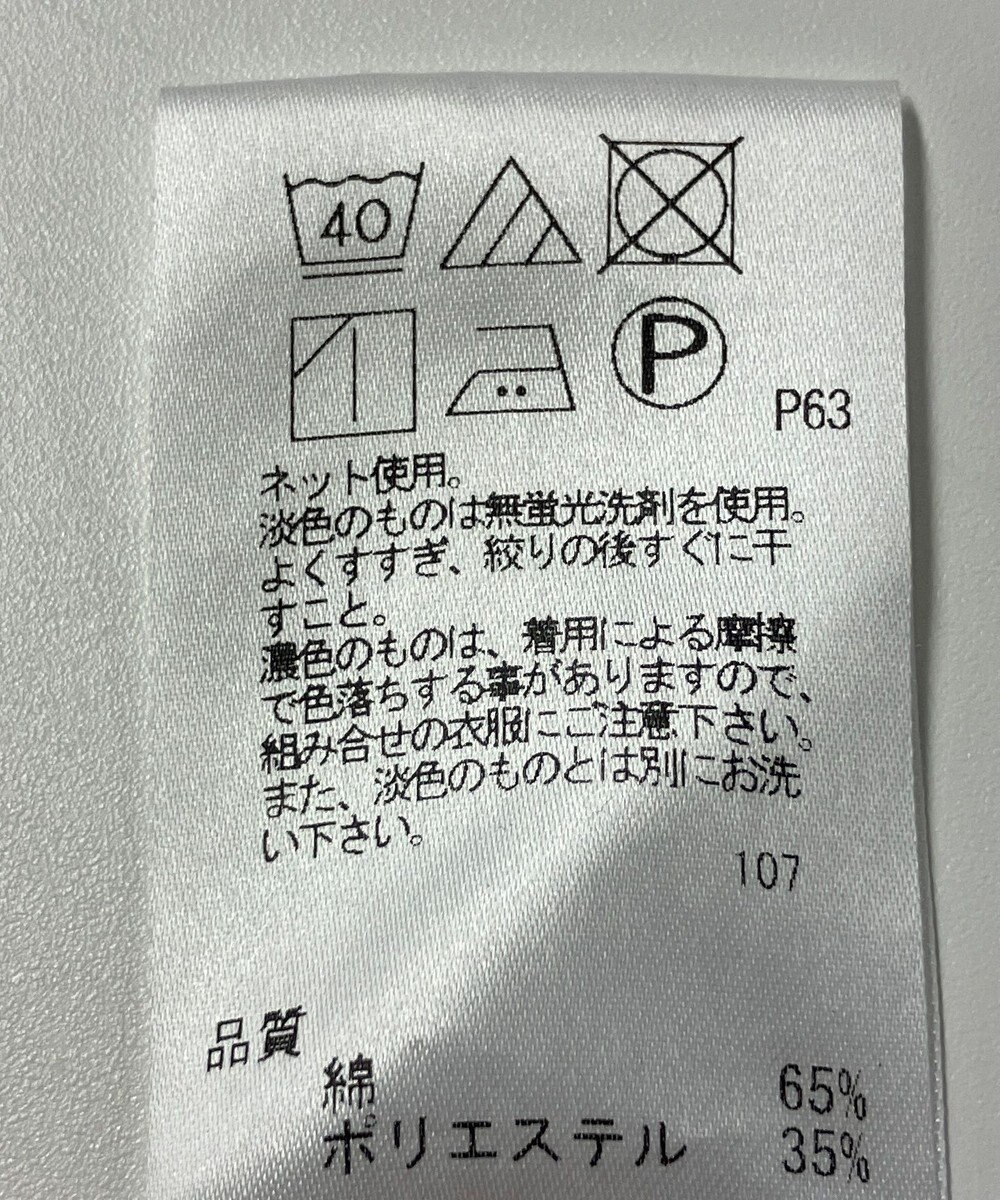 40
P
P63
ネット使用。
淡色のものは無蛍光洗剤を使用。
よくすすぎ、絞りの後すぐに干
すこと。
濃色のものは、着用による摩擦
で色落ちする事がありますので、
組み合せの衣服にご注意下さい。
また、淡色のものとは別にお洗
い下さい。
107
品質
綿 65%
ポリエステル 35%